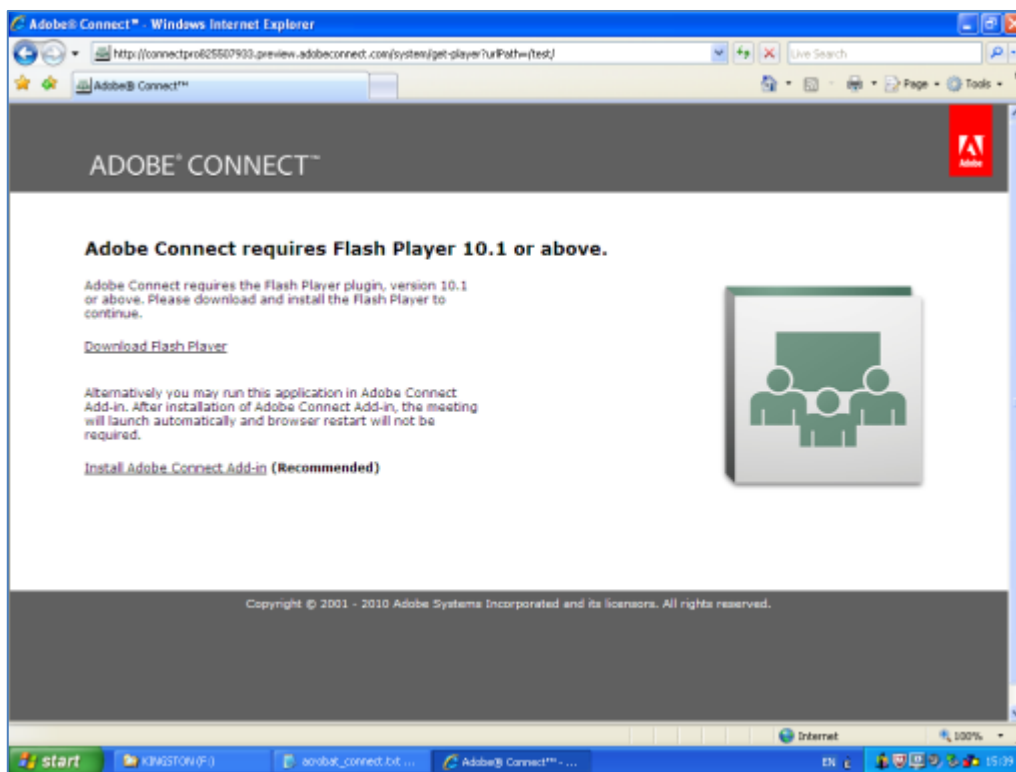 Adobe® Connect™ - Windows Internet Explorer
http://connectpro825507933.preview.adobeconnect.com/system/get-player?urlPath=/test/
Live Search
Adobe® Connect™
Page
Tools
ADOBE® CONNECT™
Adobe
Adobe Connect requires Flash Player 10.1 or above.
Adobe Connect requires the Flash Player plugin, version 10.1
or above. Please download and install the Flash Player to
continue.
Download Flash Player
Alternatively you may run this application in Adobe Connect
Add-in. After installation of Adobe Connect Add-in, the meeting
will launch automatically and browser restart will not be
required.
Install Adobe Connect Add-in (Recommended)
Copyright © 2001 - 2010 Adobe Systems Incorporated and its licensors. All rights reserved.
Internet
100%
start
KINGSTON (F:)
acrobat_connect.txt ...
Adobe® Connect™ - ...
EN
15:39